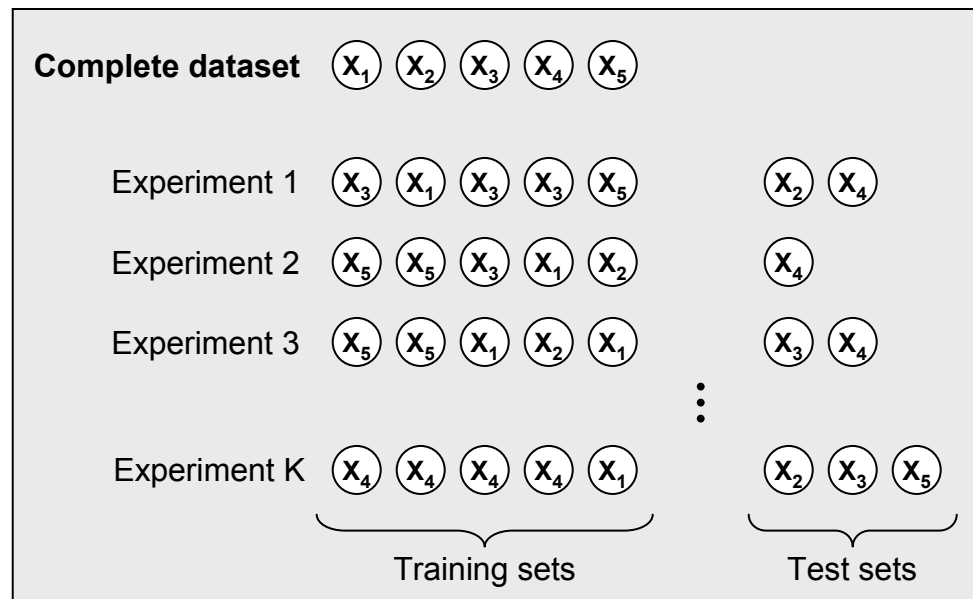 Complete dataset X₁ X₂ X₃ X₄ X₅
Experiment 1 X₃ X₁ X₃ X₃ X₅ X₂ X₄
Experiment 2 X₅ X₅ X₃ X₁ X₂ X₄
Experiment 3 X₅ X₅ X₁ X₂ X₁ X₃ X₄
Experiment K X₄ X₄ X₄ X₄ X₁ X₂ X₃ X₅
Training sets Test sets